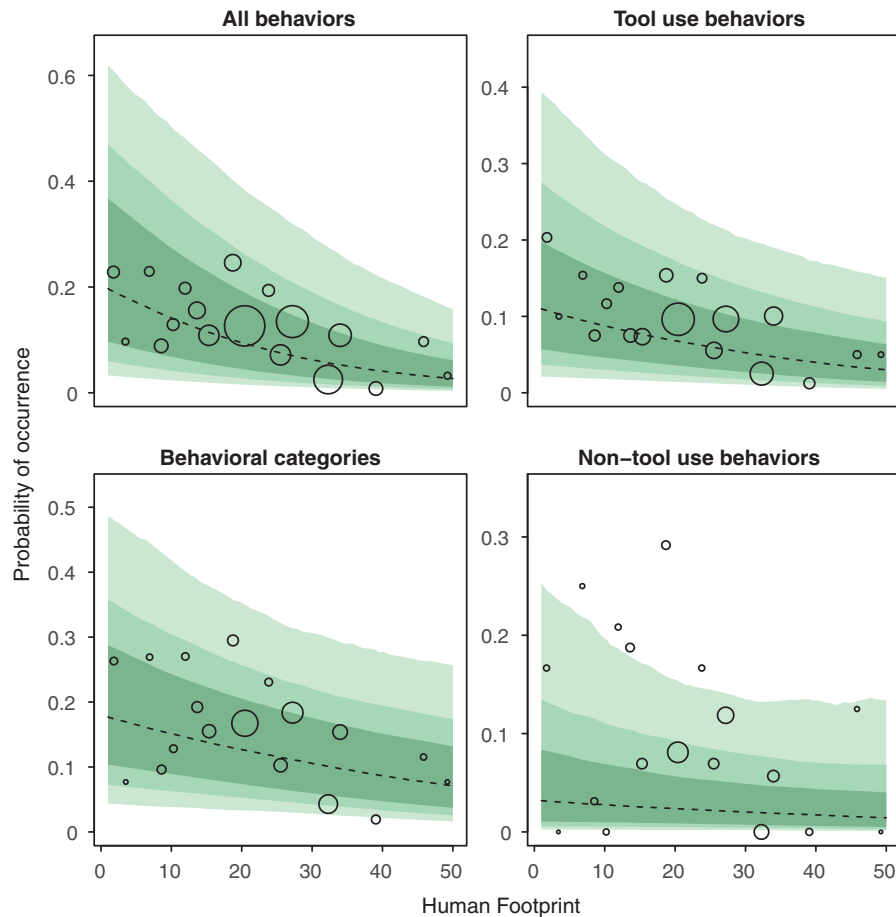 All behaviors
Tool use behaviors
0.6
0.4
0.2
0
0.4
0.3
0.2
0.1
0
Probability of occurrence
Behavioral categories
Non−tool use behaviors
0.5
0.4
0.3
0.2
0.1
0
0.3
0.2
0.1
0
0 10 20 30 40 50
0 10 20 30 40 50
Human Footprint